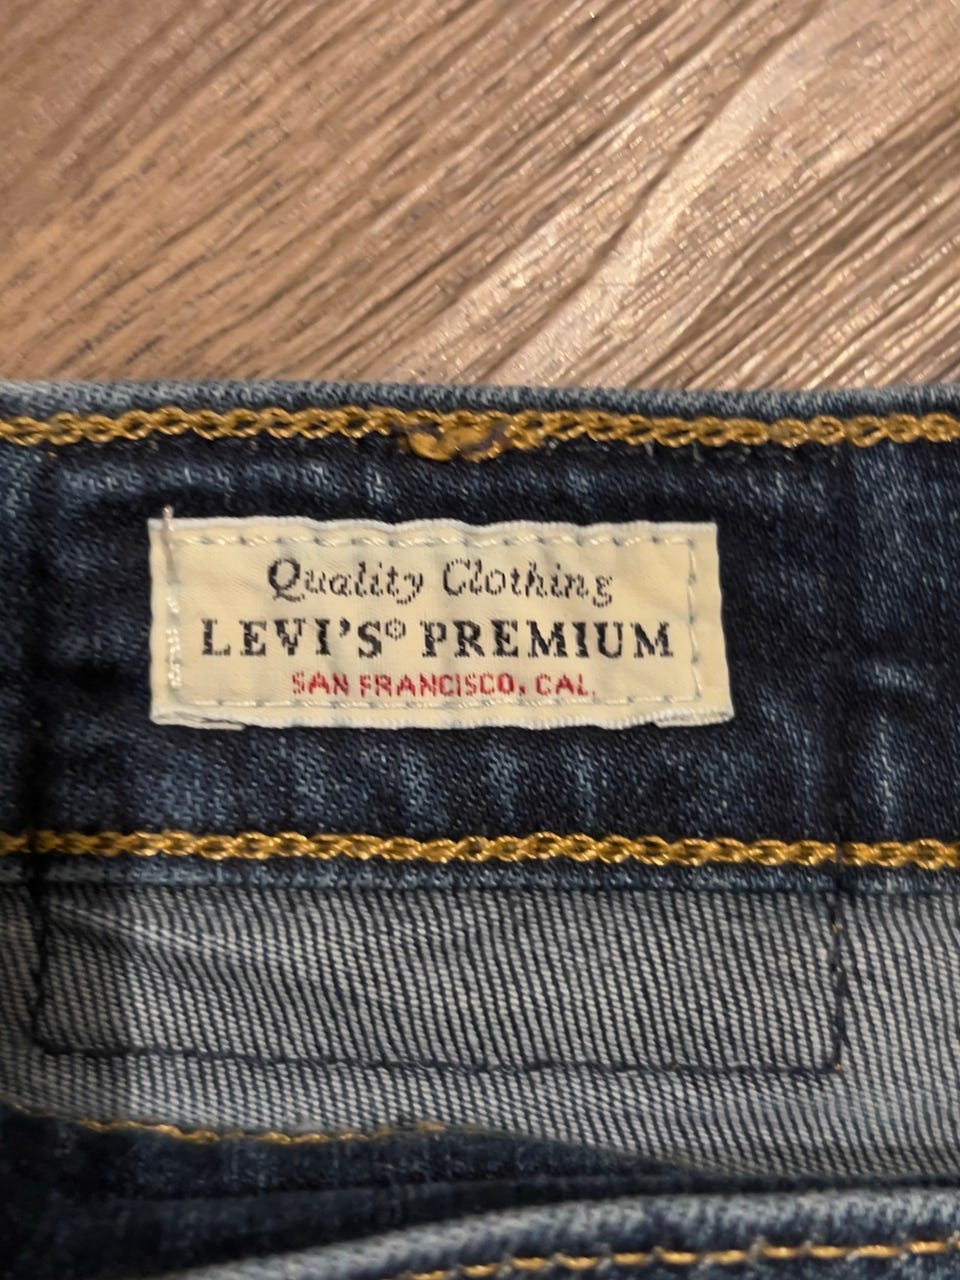 Quality Clothing
LEVI'S® PREMIUM
SAN FRANCISCO, CAL.